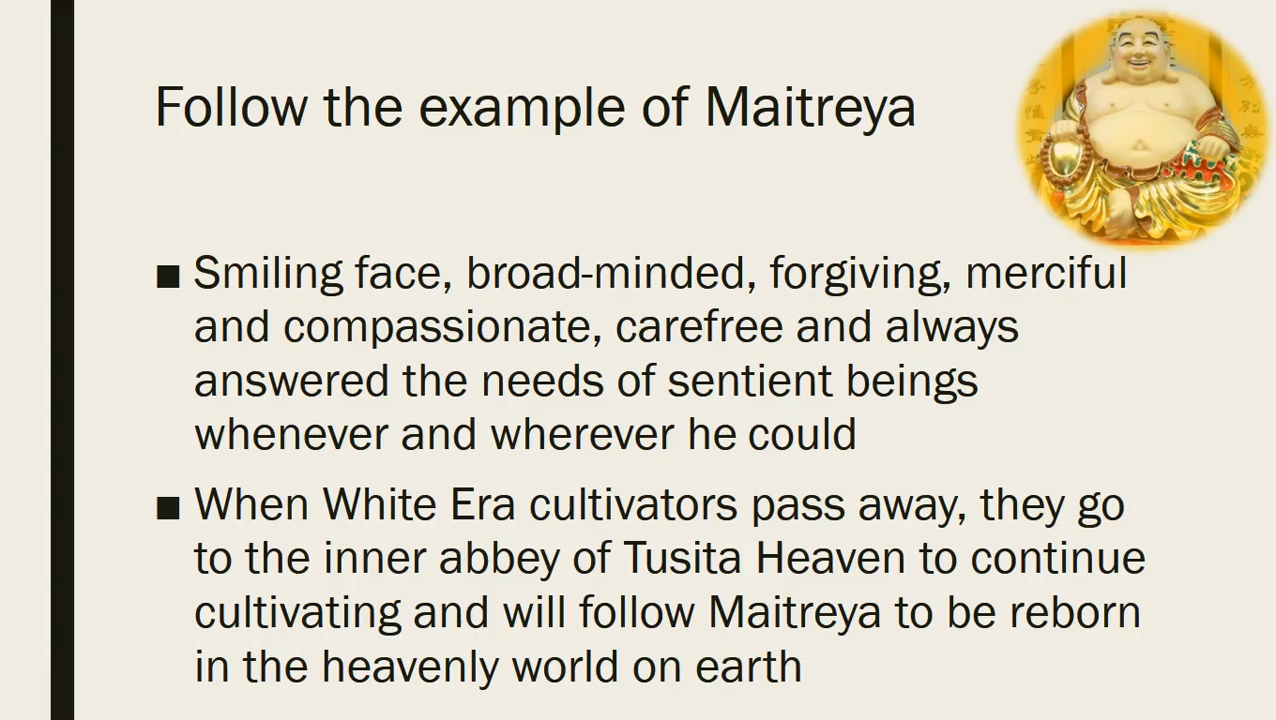 Follow the example of Maitreya
■ Smiling face, broad-minded, forgiving, merciful
and compassionate, carefree and always
answered the needs of sentient beings
whenever and wherever he could
■ When White Era cultivators pass away, they go
to the inner abbey of Tusita Heaven to continue
cultivating and will follow Maitreya to be reborn
in the heavenly world on earth